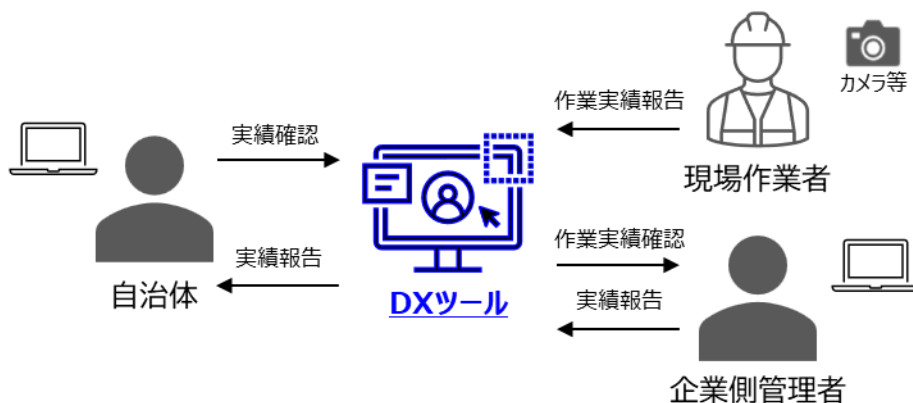 カメラ等
作業実績報告
現場作業者
実績確認
実績報告
自治体
DXツール
作業実績確認
実績報告
企業側管理者